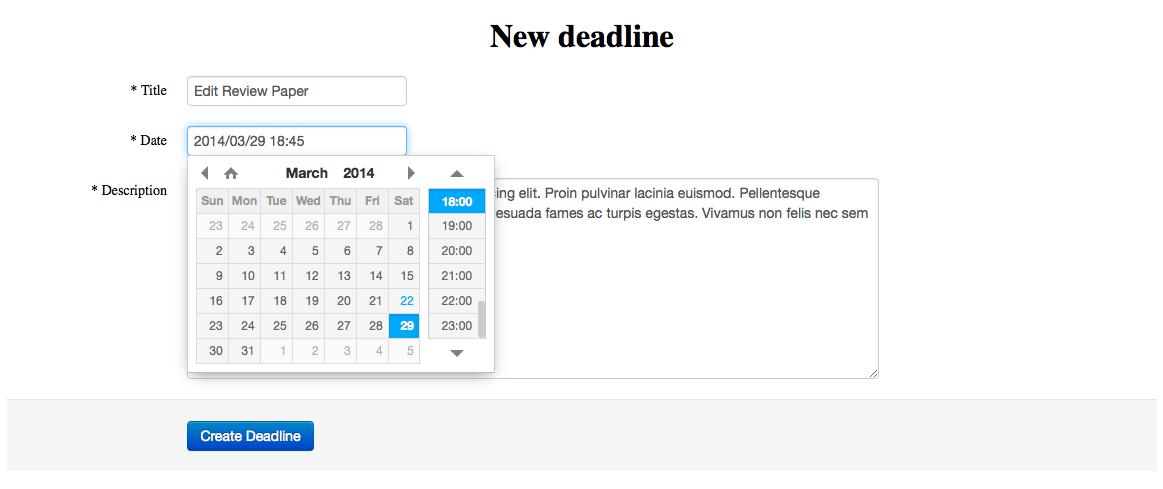 New deadline
* Title Edit Review Paper
* Date 2014/03/29 18:45
March 2014
* Description
elit. Proin pulvinar lacinia euismod. Pellentesque
fames ac turpis egestas. Vivamus non felis nec sem
Sun Mon Tue Wed Thu Fri Sat
23 24 25 26 27 28 1
2 3 4 5 6 7 8
9 10 11 12 13 14 15
16 17 18 19 20 21 22
23 24 25 26 27 28 29
30 31 1 2 3 4 5
18:00
19:00
20:00
21:00
22:00
23:00
Create Deadline